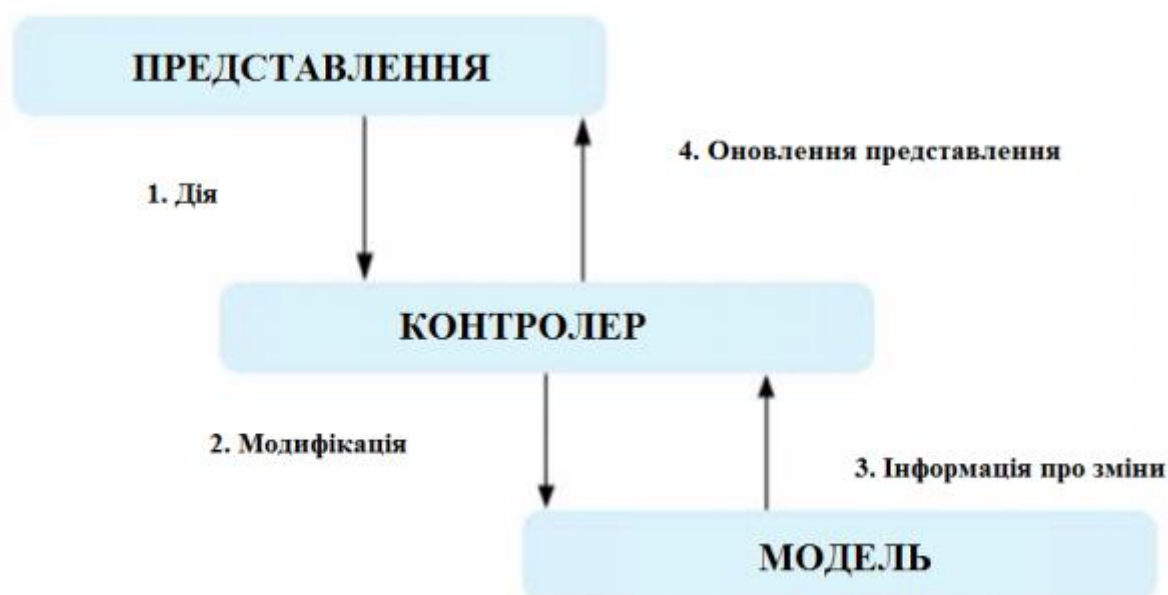 ПРЕДСТАВЛЕННЯ
4. Оновлення представлення
1. Дія
КОНТРОЛЕР
2. Модифікація
3. Інформація про зміни
МОДЕЛЬ